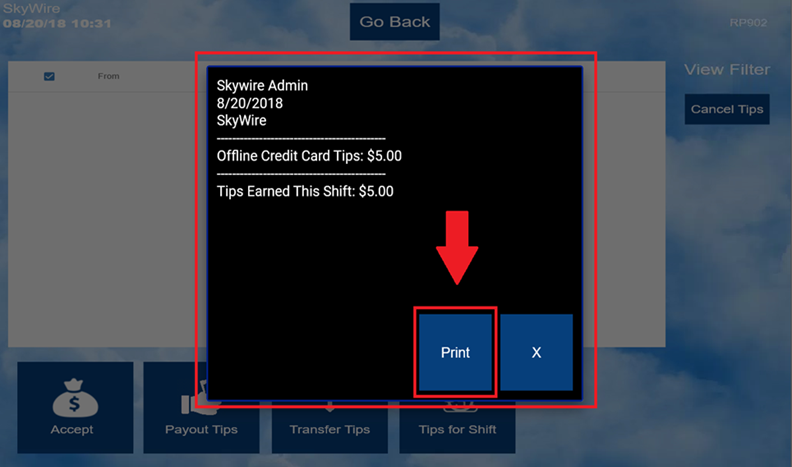 SkyWire
08/20/18 10:31
Go Back
RP902
From
View Filter
Cancel Tips
Skywire Admin
8/20/2018
SkyWire
--------------------------------------------
Offline Credit Card Tips: $5.00
--------------------------------------------
Tips Earned This Shift: $5.00
Print
X
Accept
Payout Tips
Transfer Tips
Tips for Shift